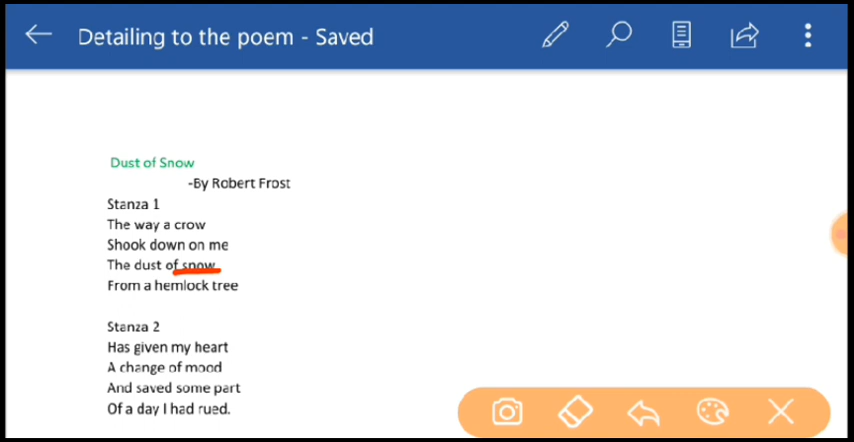 Detailing to the poem - Saved
Dust of Snow
-By Robert Frost
Stanza 1
The way a crow
Shook down on me
The dust of snow
From a hemlock tree
Stanza 2
Has given my heart
A change of mood
And saved some part
Of a day I had rued.